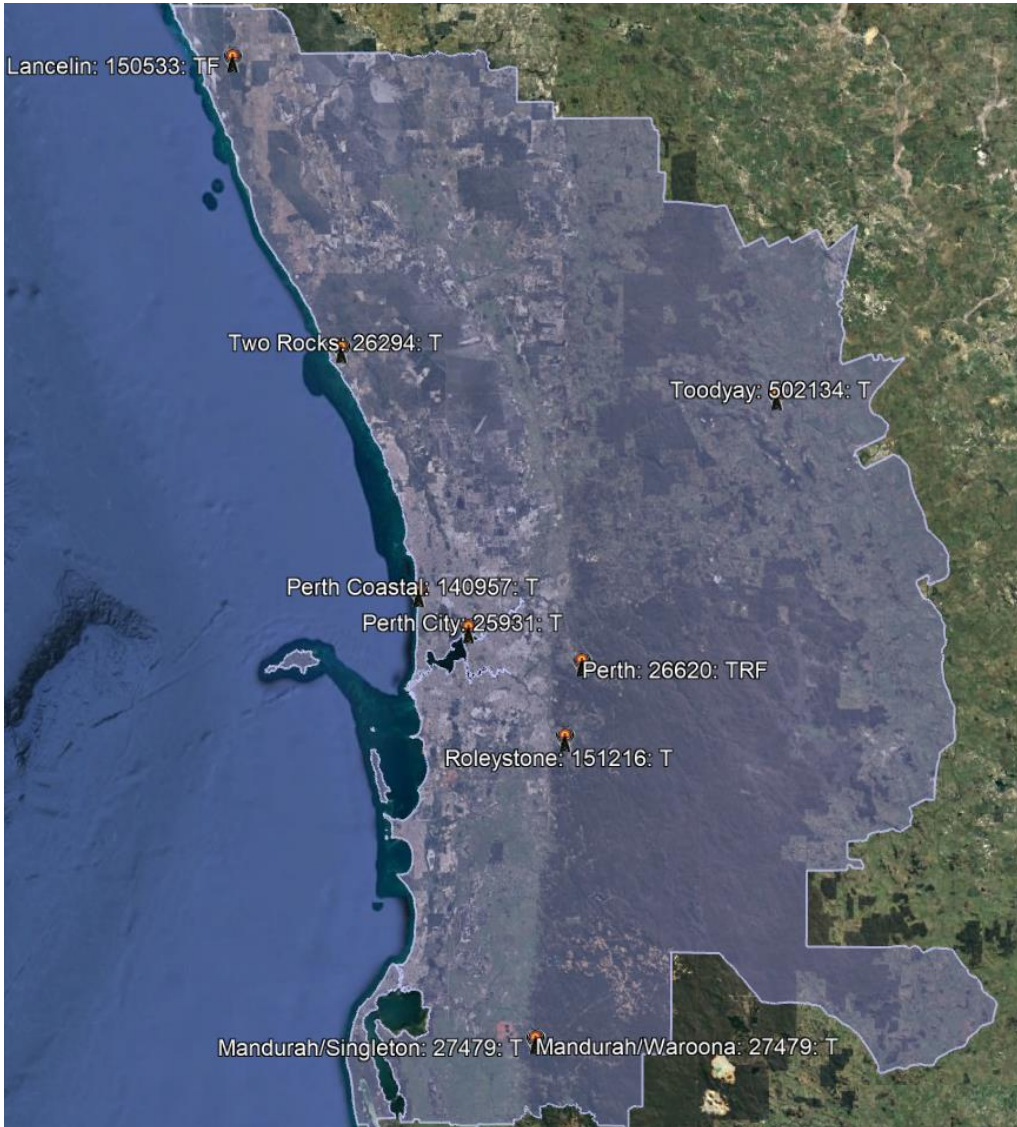 Lancelin: 150533: TF
Two Rocks: 26294: T
Toodyay: 502134: T
Perth Coastal: 140957: T
Perth City: 25931: T
Perth: 26620: TRF
Roleystone: 151216: T
Mandurah/Singleton: 27479: T
Mandurah/Waroona: 27479: T